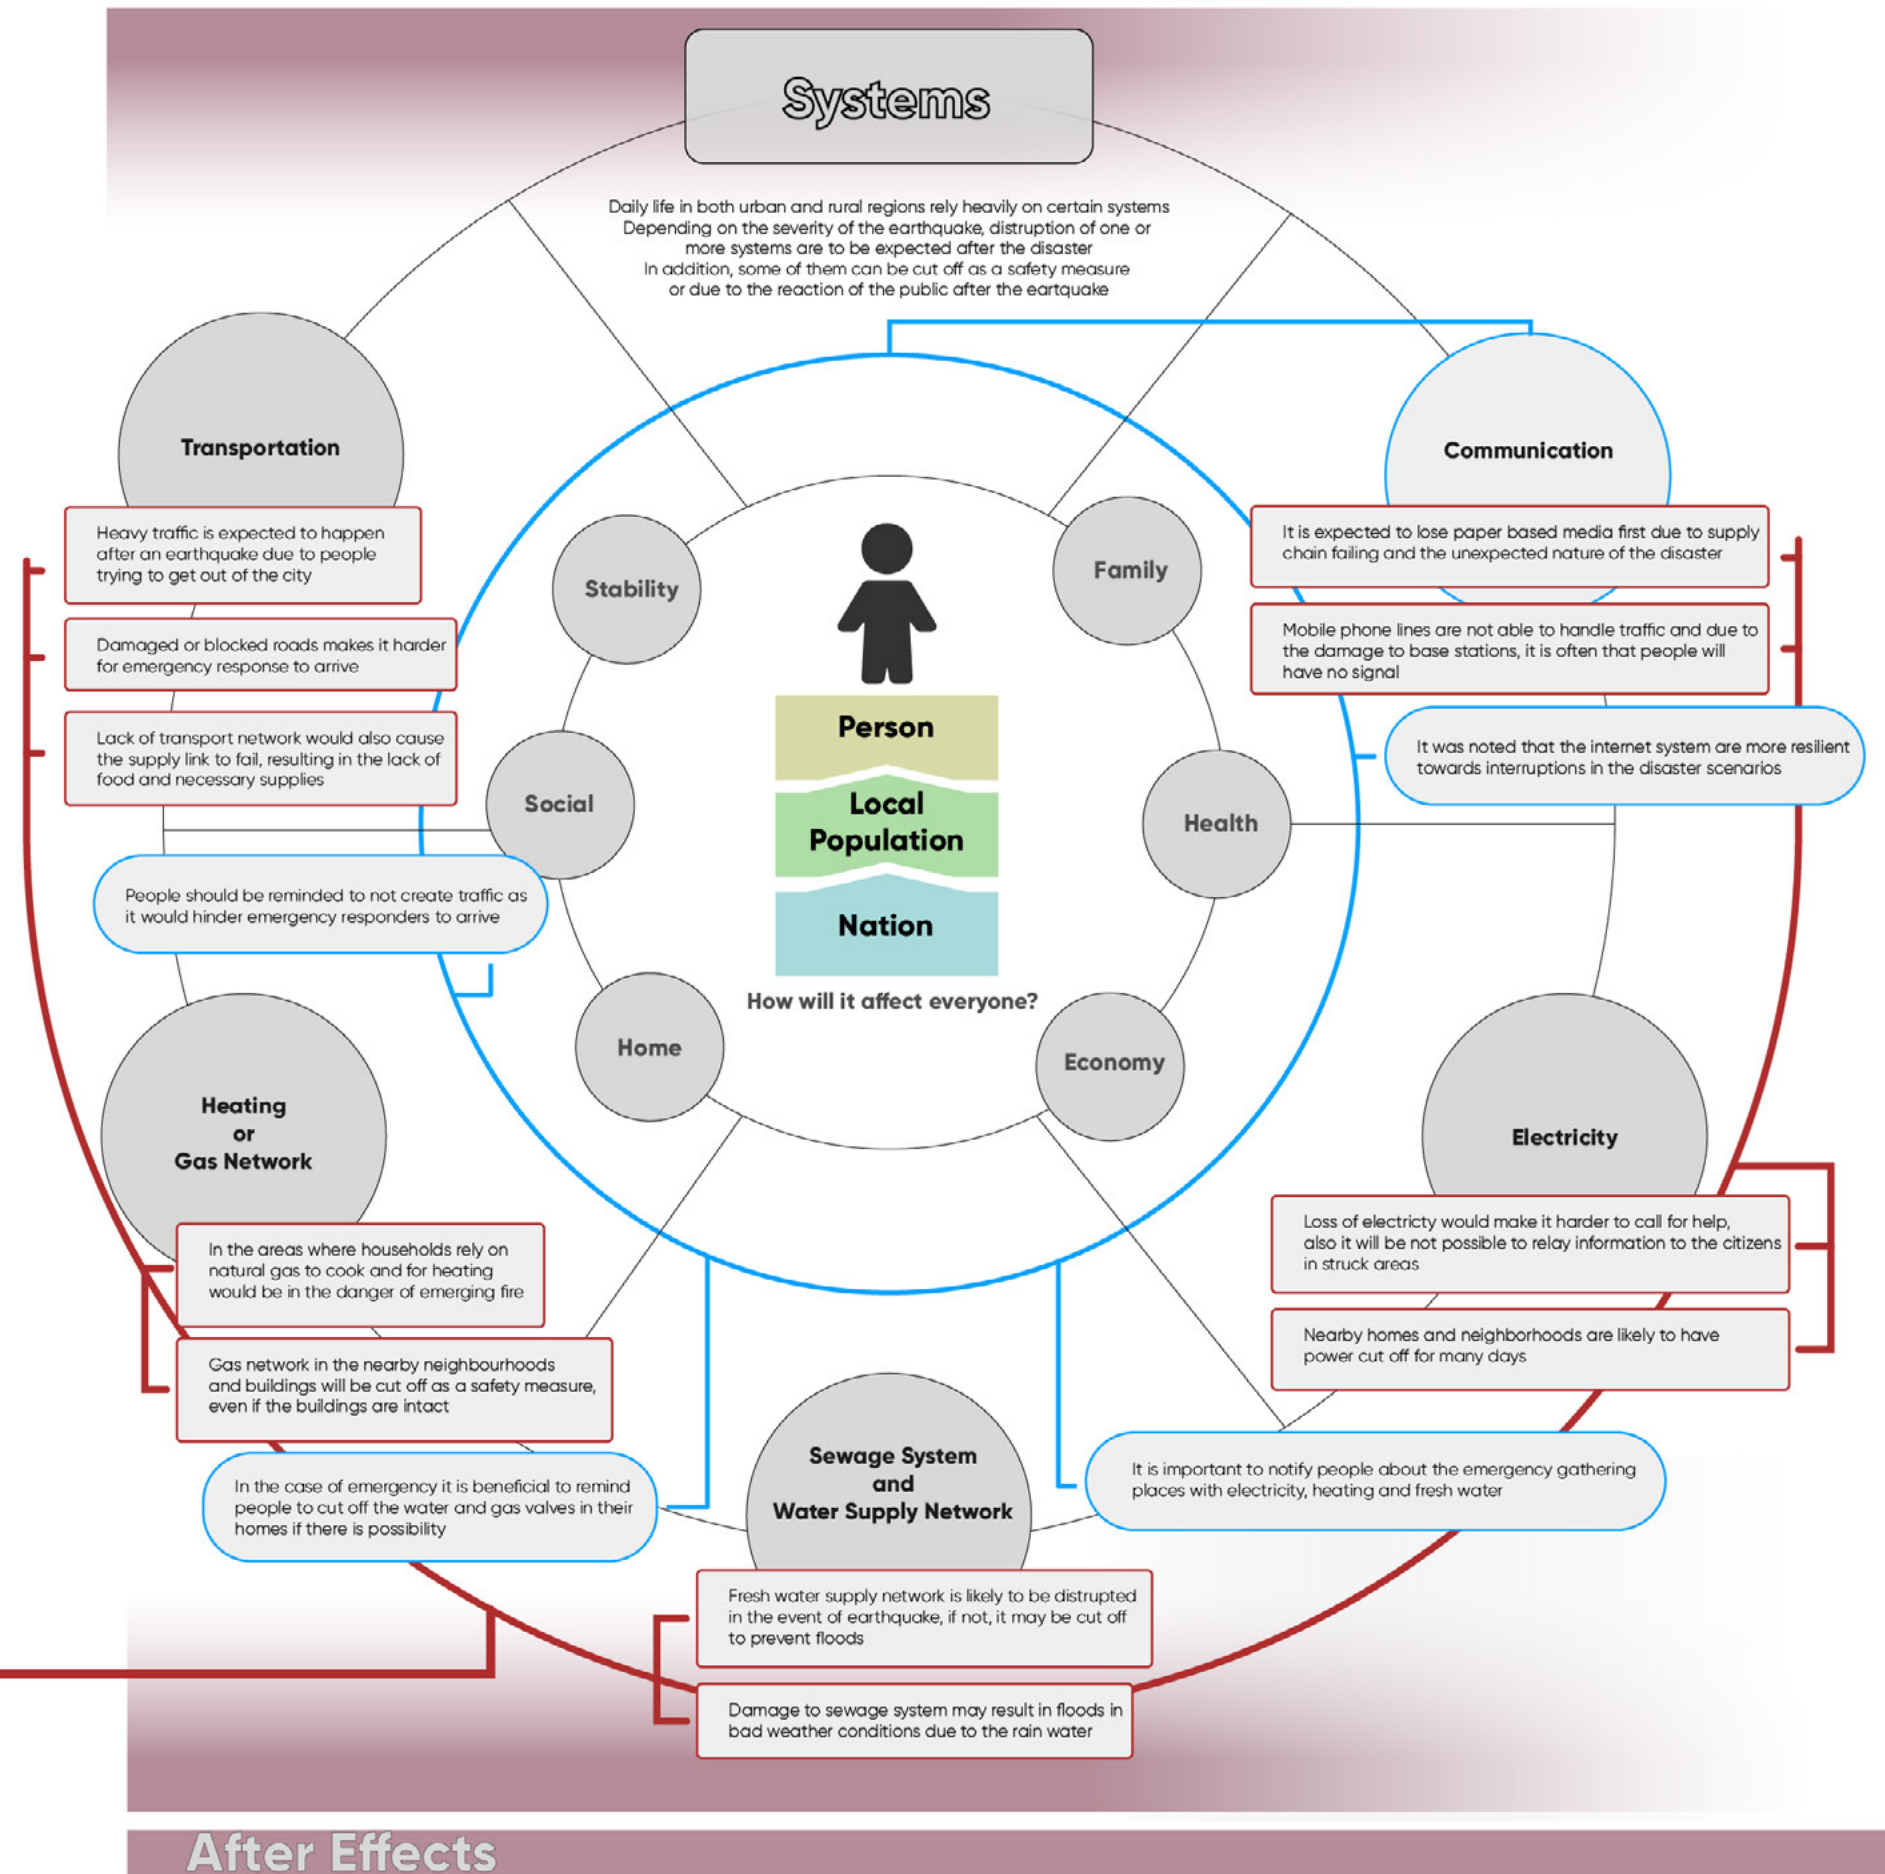 Systems
Daily life in both urban and rural regions rely heavily on certain systems
Depending on the severity of the earthquake, distruption of one or
more systems are to be expected after the disaster
In addition, some of them can be cut off as a safety measure
or due to the reaction of the public after the eartquake
Transportation
Heavy traffic is expected to happen
after an earthquake due to people
trying to get out of the city
Damaged or blocked roads makes it harder
for emergency response to arrive
Lack of transport network would also cause
the supply link to fail, resulting in the lack of
food and necessary supplies
People should be reminded to not create traffic as
it would hinder emergency responders to arrive
Communication
It is expected to lose paper based media first due to supply
chain failing and the unexpected nature of the disaster
Mobile phone lines are not able to handle traffic and due to
the damage to base stations, it is often that people will
have no signal
It was noted that the internet system are more resilient
towards interruptions in the disaster scenarios
Stability
Family
Social
Health
Home
Economy
Person
Local
Population
Nation
How will it affect everyone?
Heating
or
Gas Network
In the areas where households rely on
natural gas to cook and for heating
would be in the danger of emerging fire
Gas network in the nearby neighbourhoods
and buildings will be cut off as a safety measure,
even if the buildings are intact
In the case of emergency it is beneficial to remind
people to cut off the water and gas valves in their
homes if there is possibility
Electricity
Loss of electricty would make it harder to call for help,
also it will be not possible to relay information to the citizens
in struck areas
Nearby homes and neighborhoods are likely to have
power cut off for many days
It is important to notify people about the emergency gathering
places with electricity, heating and fresh water
Sewage System
and
Water Supply Network
Fresh water supply network is likely to be distrupted
in the event of earthquake, if not, it may be cut off
to prevent floods
Damage to sewage system may result in floods in
bad weather conditions due to the rain water
After Effects